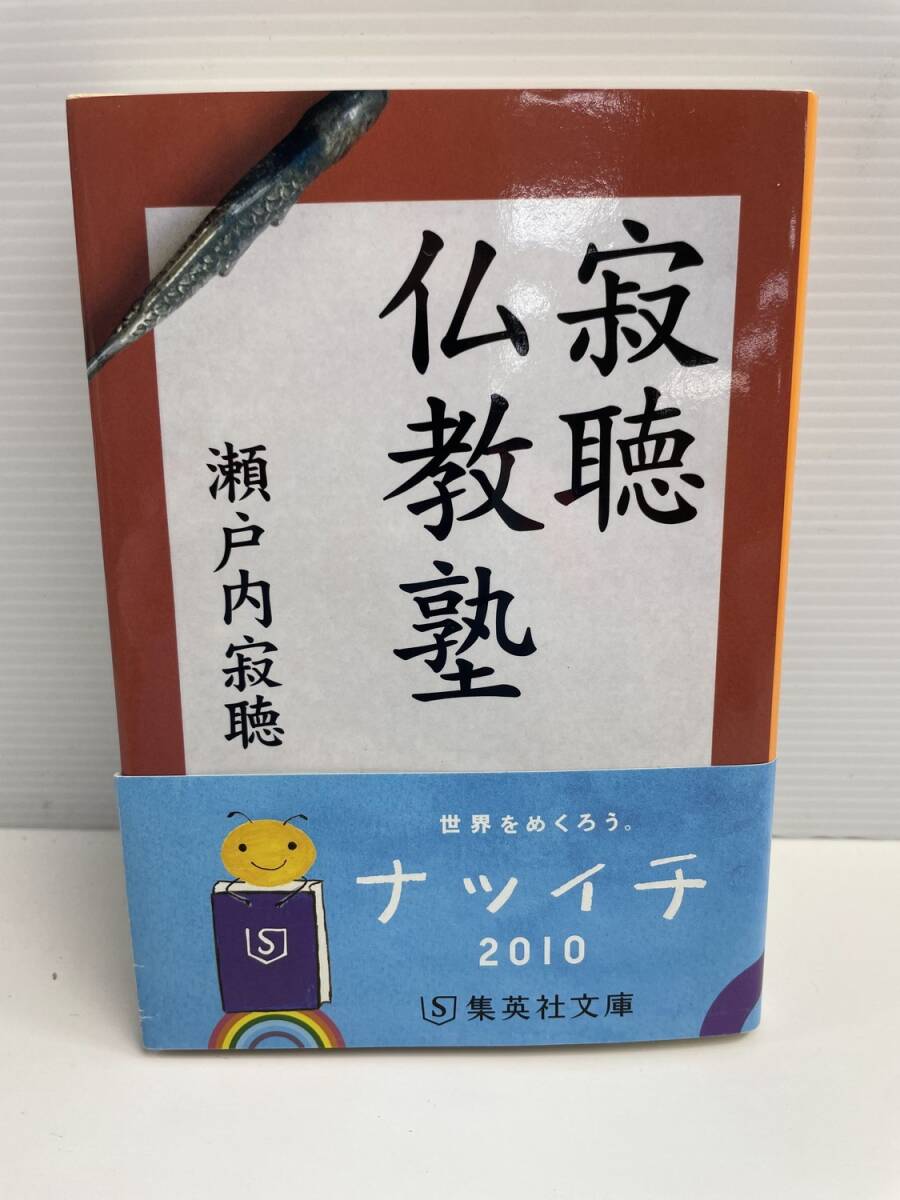 寂聴
仏教塾
瀬戸内寂聴
世界をめくろう。
ナツイチ
2010
S 集英社文庫
S